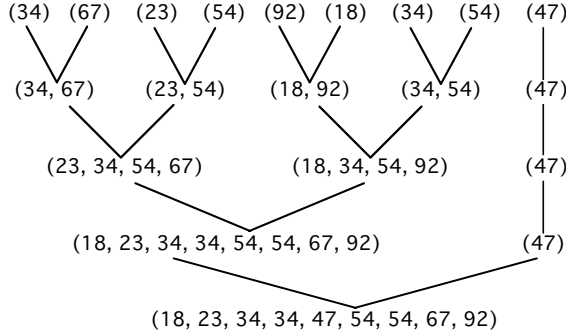 (34) (67) (23) (54) (92) (18) (34) (54) (47)
(34, 67) (23, 54) (18, 92) (34, 54) (47)
(23, 34, 54, 67) (18, 34, 54, 92) (47)
(18, 23, 34, 34, 54, 54, 67, 92) (47)
(18, 23, 34, 34, 47, 54, 54, 67, 92)